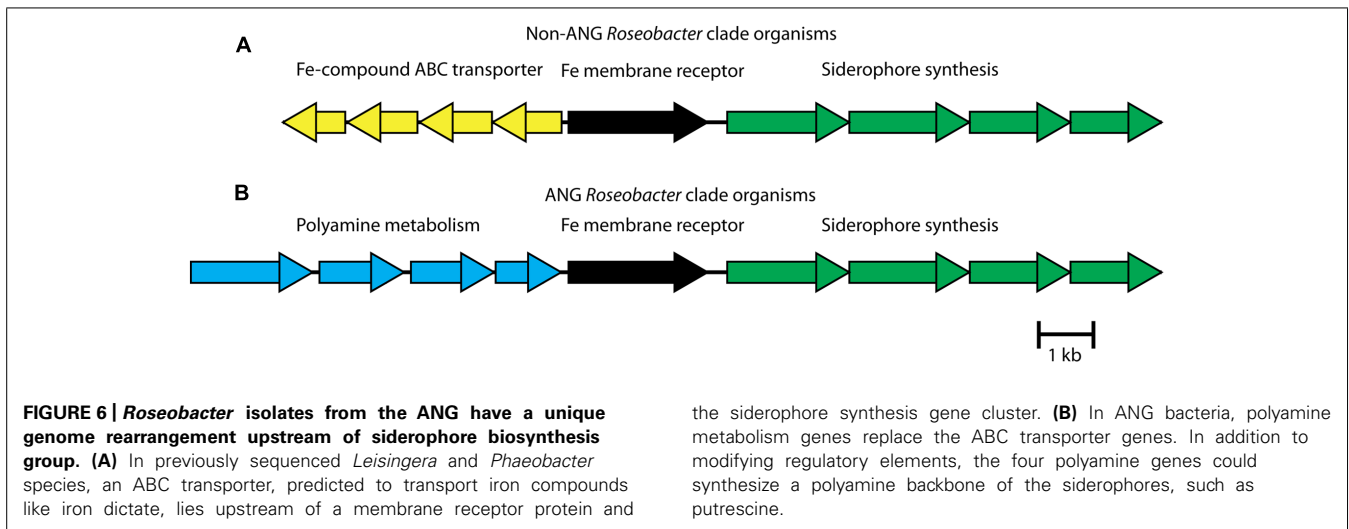 A
Non-ANG Roseobacter clade organisms
Fe-compound ABC transporter Fe membrane receptor Siderophore synthesis
B
ANG Roseobacter clade organisms
Polyamine metabolism Fe membrane receptor Siderophore synthesis
1 kb
FIGURE 6 | Roseobacter isolates from the ANG have a unique
genome rearrangement upstream of siderophore biosynthesis
group. (A) In previously sequenced Leisingera and Phaeobacter
species, an ABC transporter, predicted to transport iron compounds
like iron dictate, lies upstream of a membrane receptor protein and
the siderophore synthesis gene cluster. (B) In ANG bacteria, polyamine
metabolism genes replace the ABC transporter genes. In addition to
modifying regulatory elements, the four polyamine genes could
synthesize a polyamine backbone of the siderophores, such as
putrescine.